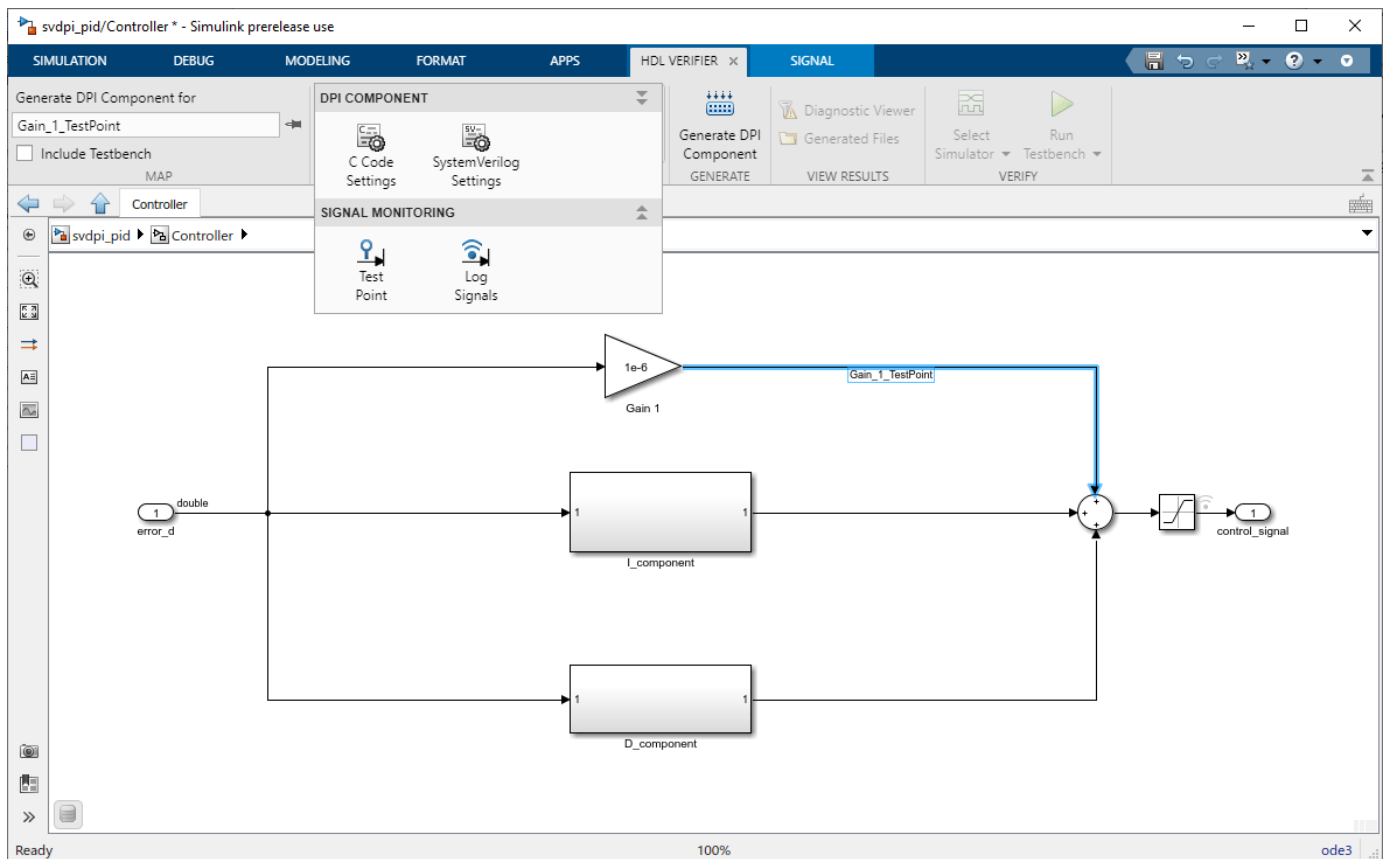 svdpi_pid/Controller * - Simulink prerelease use
SIMULATION DEBUG MODELING FORMAT APPS HDL VERIFIER SIGNAL
Generate DPI Component for
Gain_1_TestPoint
Include Testbench
MAP
DPI COMPONENT
C Code
Settings
SystemVerilog
Settings
SIGNAL MONITORING
Test
Point
Log
Signals
Generate DPI
Component
GENERATE
Diagnostic Viewer
Generated Files
VIEW RESULTS
Select
Simulator
Run
Testbench
VERIFY
Controller
svdpi_pid Controller
1e-6
Gain 1
Gain_1_TestPoint
double
1
error_d
1 1
I_component
+
+
+
1
control_signal
1 1
D_component
Ready 100% ode3